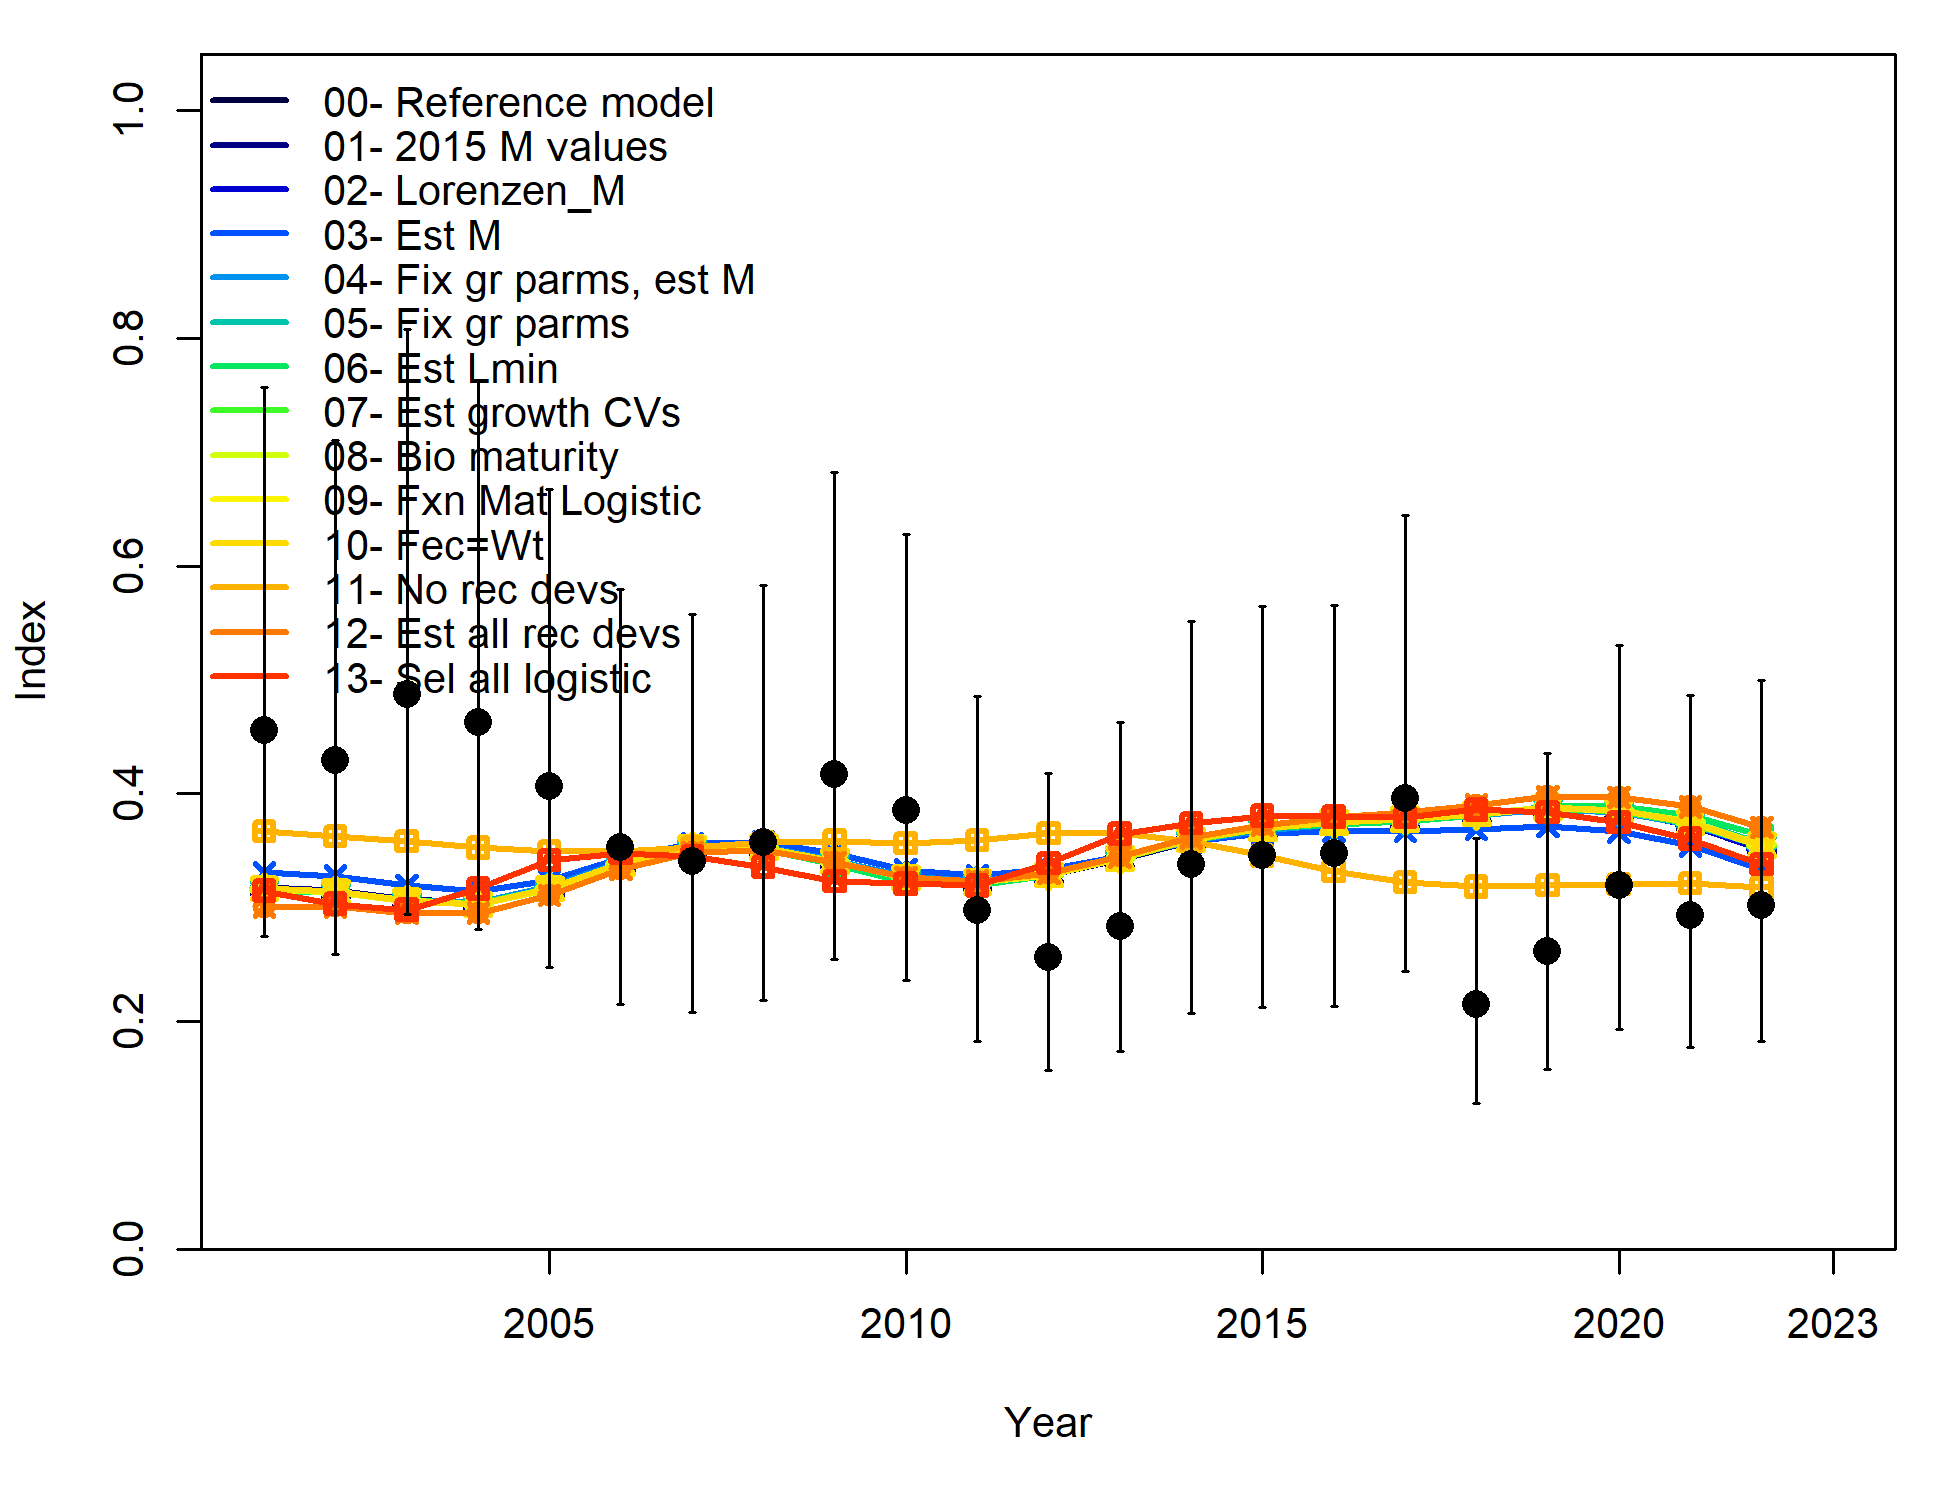 00- Reference model
01- 2015 M values
02- Lorenzen_M
03- Est M
04- Fix gr parms, est M
05- Fix gr parms
06- Est Lmin
07- Est growth CVs
08- Bio maturity
09- Fxn Mat Logistic
10- Fec=Wt
11- No rec devs
12- Est all rec devs
13- Sel all logistic
1.0
0.8
0.6
0.4
0.2
0.0
Index
2005 2010 2015 2020 2023
Year